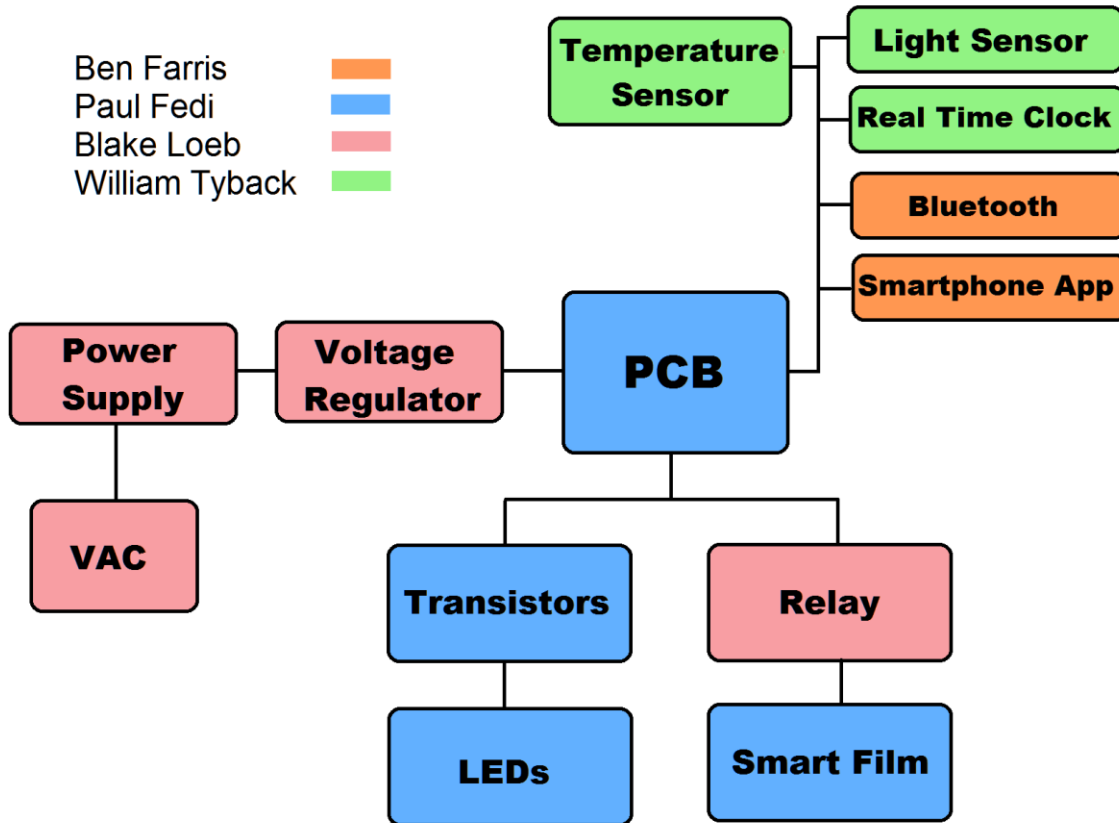 Ben Farris
Paul Fedi
Blake Loeb
William Tyback
Temperature
Sensor
Light Sensor
Real Time Clock
Bluetooth
Smartphone App
Power
Supply
Voltage
Regulator
PCB
VAC
Transistors
Relay
LEDs
Smart Film